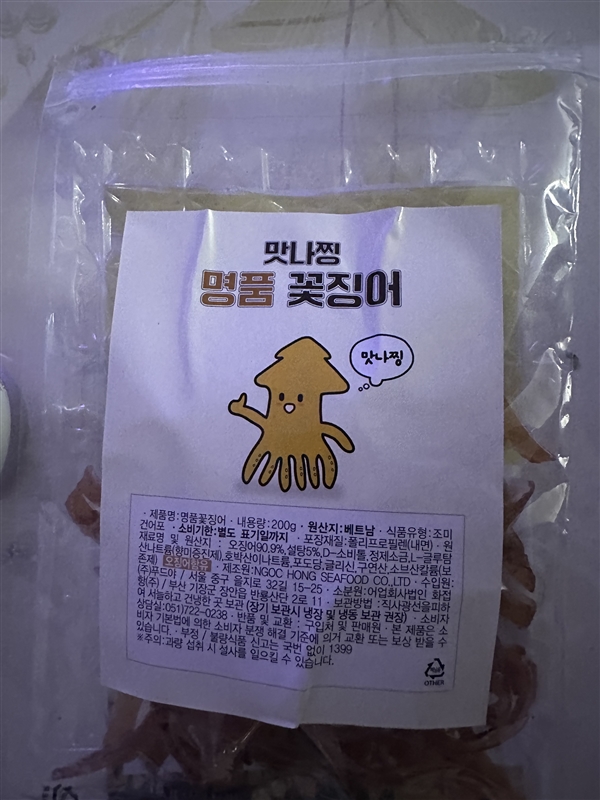 맛나찡
명품 꽃징어
맛나찡
· 제품명:명품꽃징어 · 내용량:200g · 원산지:베트남 · 식품유형:조미
건어포 · 소비기한:별도 표기일까지 · 포장재질:폴리프로필렌(내면) · 원
재료명 및 원산지 : 오징어90.9%,설탕5%,D-소비톨,정제소금,L-글루탐
산나트륨(향미증진제),호박산이나트륨,포도당,글리신,구연산,소브산칼륨(보
존제) 오징어함유 · 제조원:NGOC HONG SEAFOOD CO.,LTD · 수입원:
(주)푸드아 / 서울 중구 을지로 32길 15-25 · 소분원:어업회사법인 화접
향(주) / 부산 기장군 장안읍 반룡산단 2로 11 · 보관방법 :직사광선을피하
여 서늘하고 건냉한 곳 보관 (장기 보관시 냉장 및 냉동 보관 권장) · 소비자
상담실:051)722-0238 · 반품 및 교환 : 구입처 및 판매원 · 본 제품은 소
비자 기본법에 의한 소비자 분쟁 해결 기준에 의거 교환 또는 보상 받을 수
있습니다. · 부정 / 불량식품 신고는 국번 없이 1399
※주의:과량 섭취 시 설사를 일으킬 수 있습니다.
OTHER